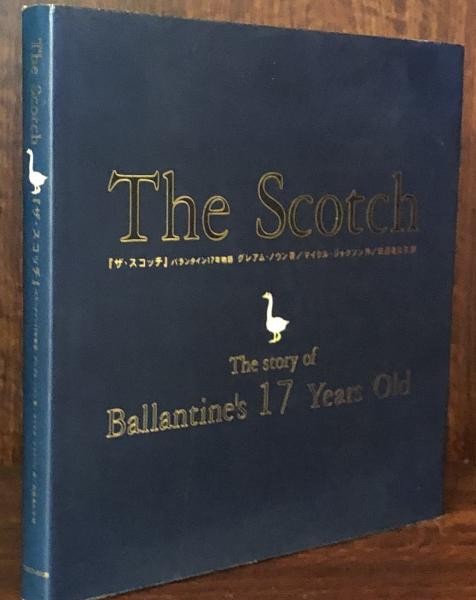 The Scotch
『ザ・スコッチ』 バランタイン17年物語 グレアム・ノウン著／マイケル・ジャクソン
The story of
Ballantine's 17 Years Old
The Scotch
『ザ・スコッチ』